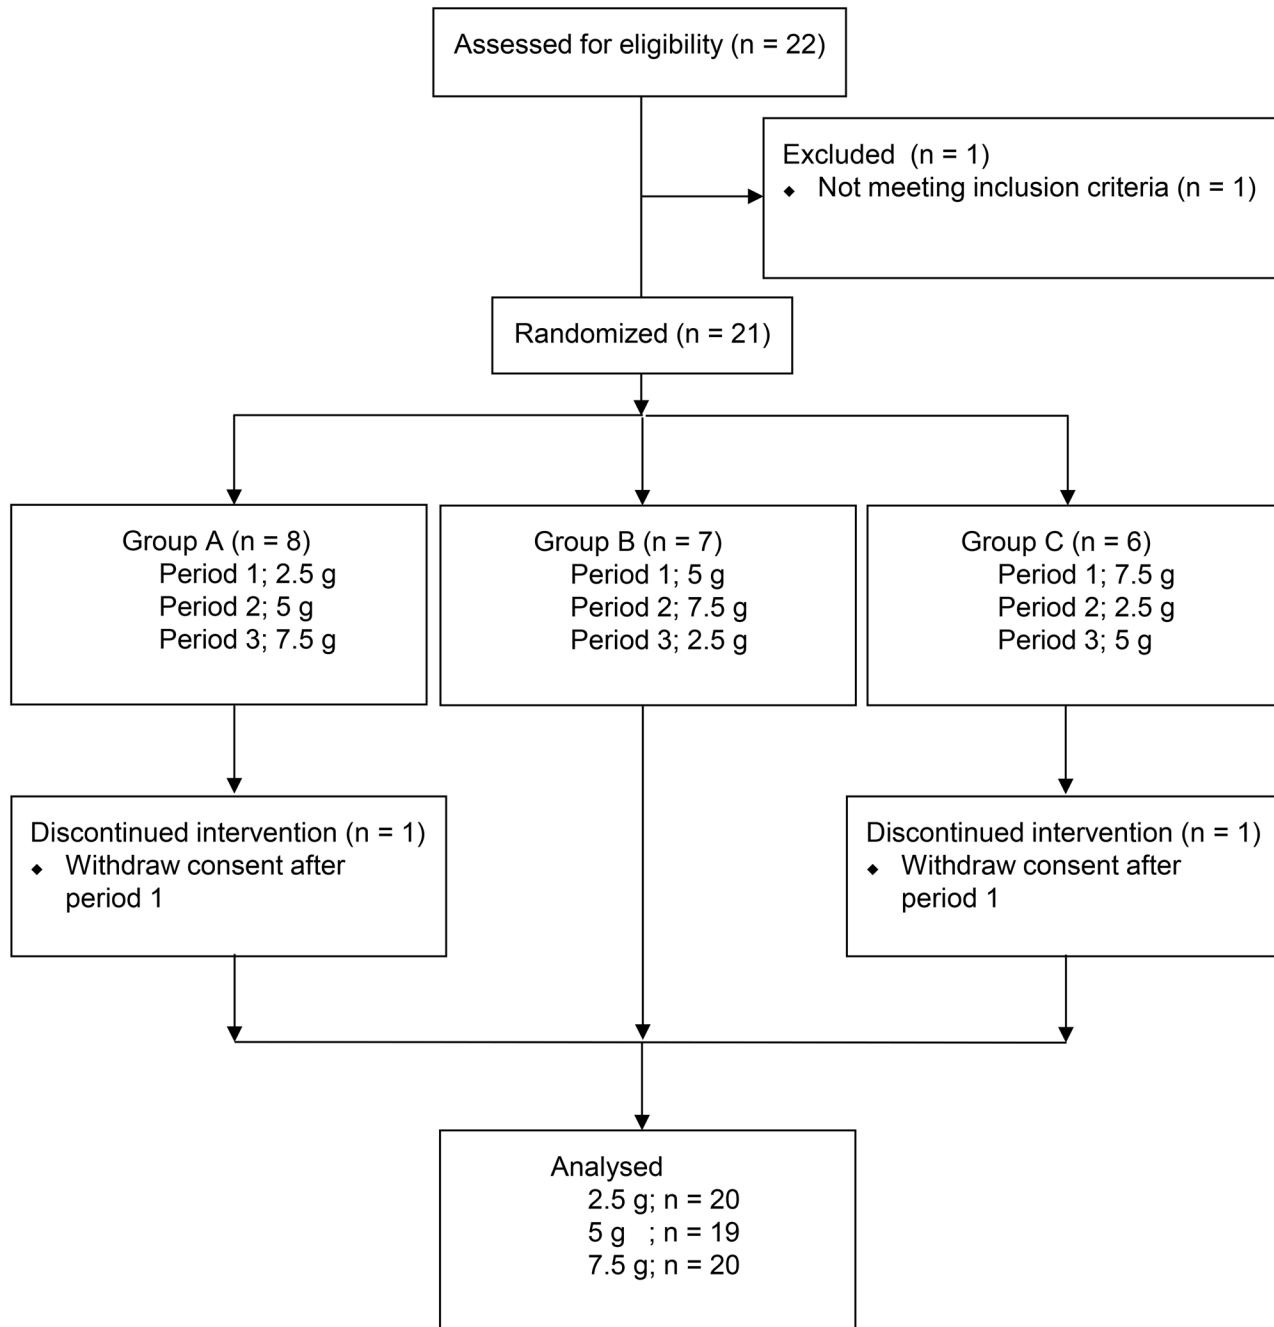 Assessed for eligibility (n = 22)
Excluded (n = 1)
◆ Not meeting inclusion criteria (n = 1)
Randomized (n = 21)
Group A (n = 8)
Period 1; 2.5 g
Period 2; 5 g
Period 3; 7.5 g
Group B (n = 7)
Period 1; 5 g
Period 2; 7.5 g
Period 3; 2.5 g
Group C (n = 6)
Period 1; 7.5 g
Period 2; 2.5 g
Period 3; 5 g
Discontinued intervention (n = 1)
◆ Withdraw consent after
period 1
Discontinued intervention (n = 1)
◆ Withdraw consent after
period 1
Analysed
2.5 g; n = 20
5 g ; n = 19
7.5 g; n = 20